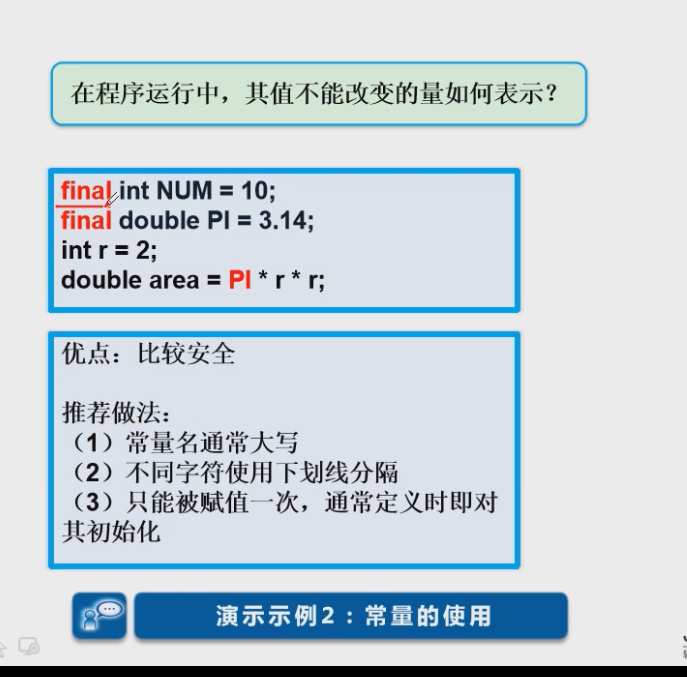 在程序运行中，其值不能改变的量如何表示？
final int NUM = 10;
final double PI = 3.14;
int r = 2;
double area = PI * r * r;
优点：比较安全
推荐做法：
（1）常量名通常大写
（2）不同字符使用下划线分隔
（3）只能被赋值一次，通常定义时即对
其初始化
演示示例2：常量的使用